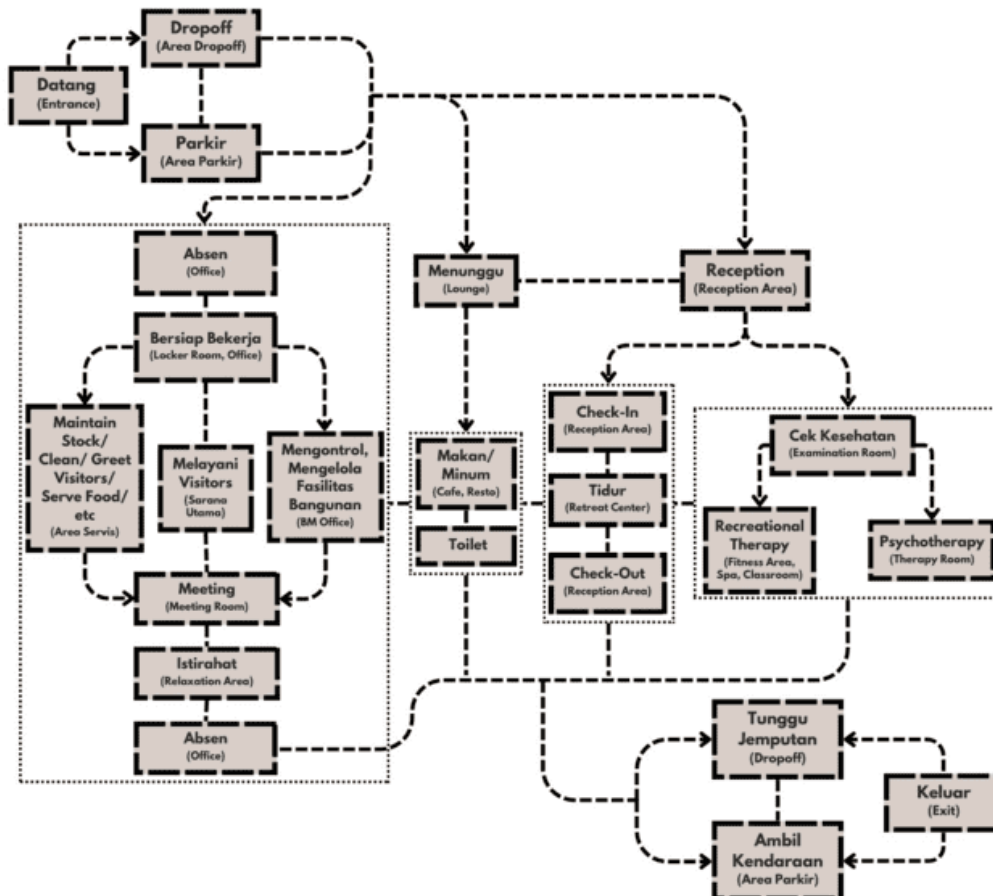 Dropoff
(Area Dropoff)
Datang
(Entrance)
Parkir
(Area Parkir)
Absen
(Office)
Menunggu
(Lounge)
Reception
(Reception Area)
Bersiap Bekerja
(Locker Room, Office)
Maintain
Stock/
Clean/ Greet
Visitors/
Serve Food/
etc
(Area Servis)
Melayani
Visitors
(Sarana
Utama)
Mengontrol,
Mengelola
Fasilitas
Bangunan
(BM Office)
Meeting
(Meeting Room)
Istirahat
(Relaxation Area)
Absen
(Office)
Makan/
Minum
(Cafe, Resto)
Toilet
Check-In
(Reception Area)
Tidur
(Retreat Center)
Check-Out
(Reception Area)
Cek Kesehatan
(Examination Room)
Recreational
Therapy
(Fitness Area,
Spa, Classroom)
Psychotherapy
(Therapy Room)
Tunggu
Jemputan
(Dropoff)
Keluar
(Exit)
Ambil
Kendaraan
(Area Parkir)